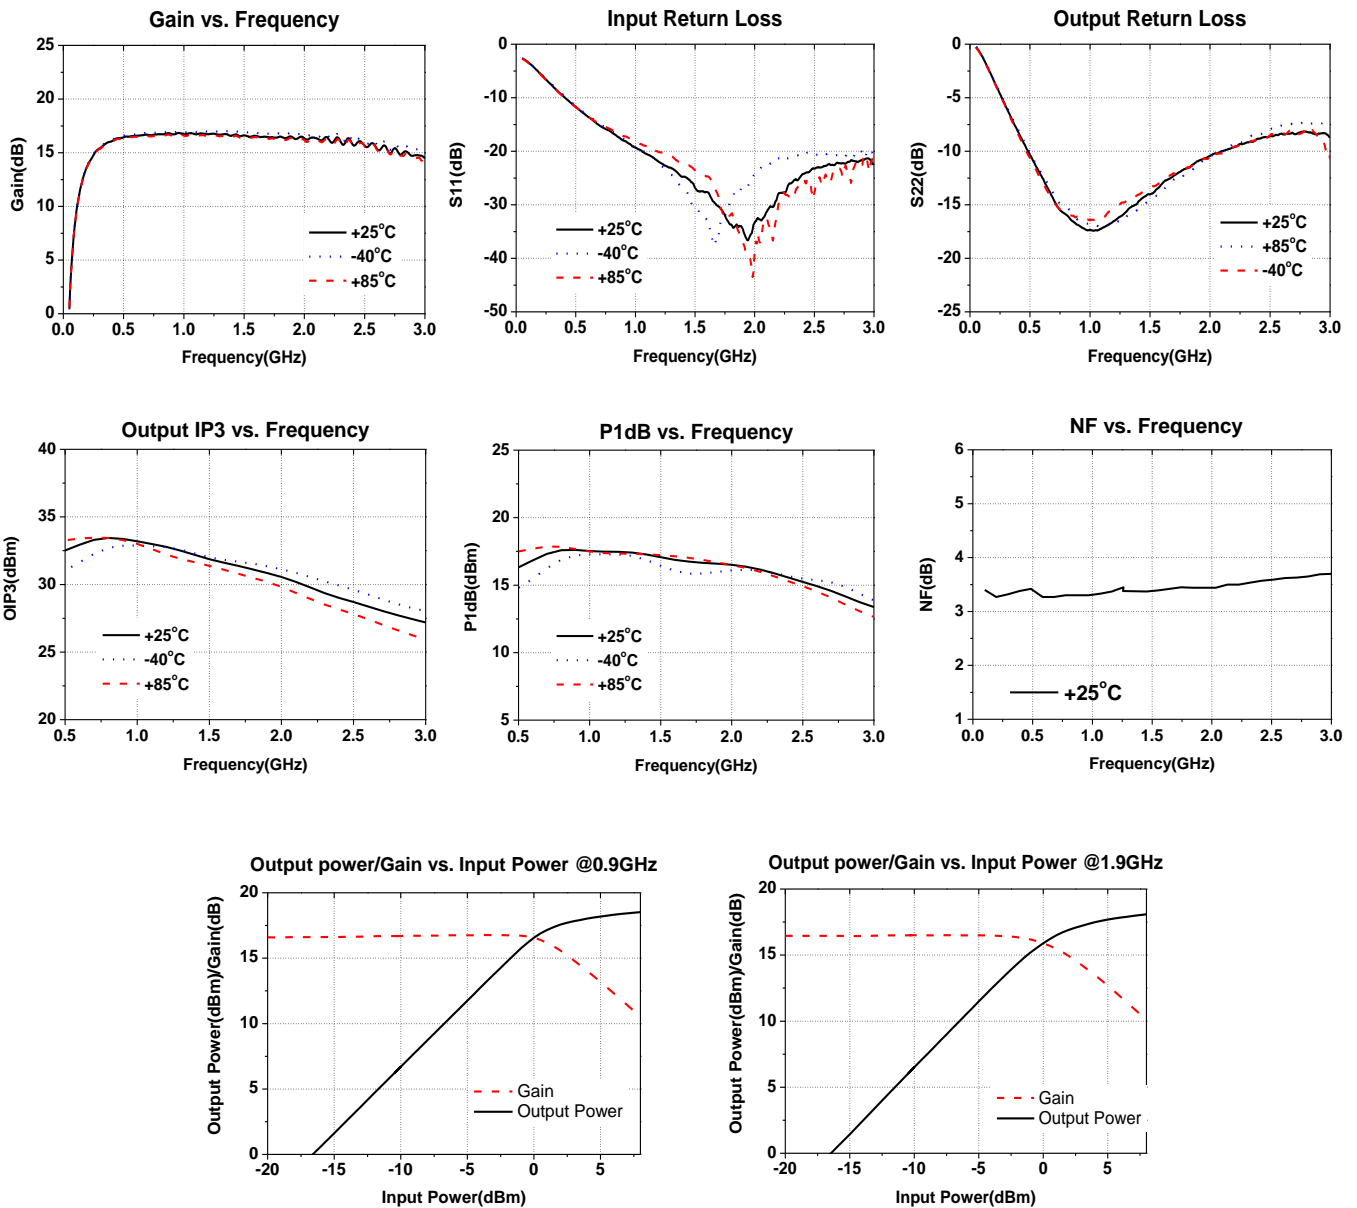 Gain vs. Frequency
25
20
15
10
5
0
0.0 0.5 1.0 1.5 2.0 2.5 3.0
Gain(dB)
Frequency(GHz)
+25°C
-40°C
+85°C
Input Return Loss
0
-10
-20
-30
-40
-50
0.0 0.5 1.0 1.5 2.0 2.5 3.0
S11(dB)
Frequency(GHz)
+25°C
-40°C
+85°C
Output Return Loss
0
-5
-10
-15
-20
-25
0.0 0.5 1.0 1.5 2.0 2.5 3.0
S22(dB)
Frequency(GHz)
+25°C
+85°C
-40°C
Output IP3 vs. Frequency
40
35
30
25
20
0.5 1.0 1.5 2.0 2.5 3.0
OIP3(dBm)
Frequency(GHz)
+25°C
-40°C
+85°C
P1dB vs. Frequency
25
20
15
10
5
0.5 1.0 1.5 2.0 2.5 3.0
P1dB(dBm)
Frequency(GHz)
+25°C
-40°C
+85°C
NF vs. Frequency
6
5
4
3
2
1
0.0 0.5 1.0 1.5 2.0 2.5 3.0
NF(dB)
Frequency(GHz)
+25°C
Output power/Gain vs. Input Power @0.9GHz
20
15
10
5
0
-20 -15 -10 -5 0 5
Output Power(dBm)/Gain(dB)
Input Power(dBm)
Gain
Output Power
Output power/Gain vs. Input Power @1.9GHz
20
15
10
5
0
-20 -15 -10 -5 0 5
Output Power(dBm)/Gain(dB)
Input Power(dBm)
Gain
Output Power